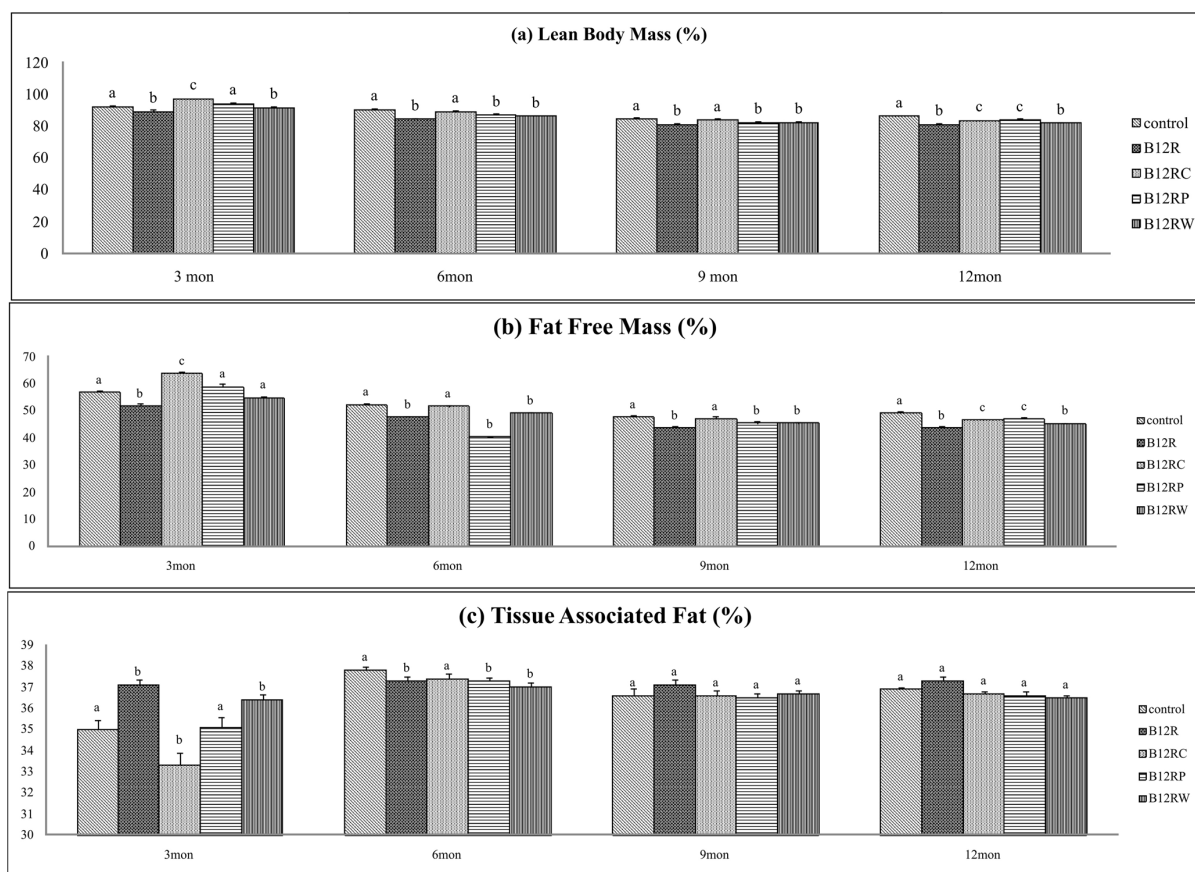 (a) Lean Body Mass (%)
120
100
80
60
40
20
0
a b c a b
a b a b b
a b a b b
a b c c b
3 mon 6mon 9 mon 12mon
control
B12R
B12RC
B12RP
B12RW
(b) Fat Free Mass (%)
70
60
50
40
30
20
10
0
a b c a a
a b a b b
a b a b b
a b c c b
3mon 6mon 9mon 12mon
control
B12R
B12RC
B12RP
B12RW
(c) Tissue Associated Fat (%)
39
38
37
36
35
34
33
32
31
30
a b b a b
a b a b b
a a a a a
a a a a a
3mon 6mon 9mon 12mon
control
B12R
B12RC
B12RP
B12RW